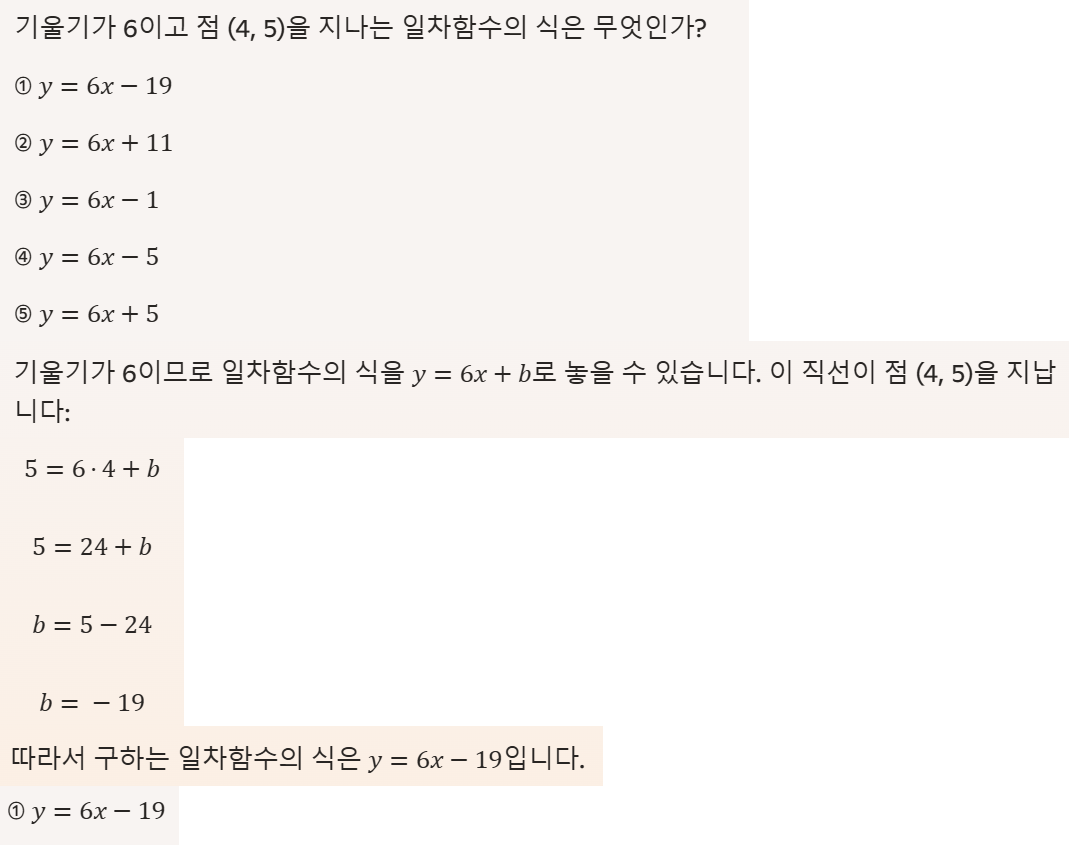 기울기가 6이고 점 (4, 5)을 지나는 일차함수의 식은 무엇인가?
① y = 6x − 19
② y = 6x + 11
③ y = 6x − 1
④ y = 6x − 5
⑤ y = 6x + 5
기울기가 6이므로 일차함수의 식을 y = 6x + b로 놓을 수 있습니다. 이 직선이 점 (4, 5)을 지납
니다:
5 = 6 · 4 + b
5 = 24 + b
b = 5 − 24
b = − 19
따라서 구하는 일차함수의 식은 y = 6x − 19입니다.
① y = 6x − 19